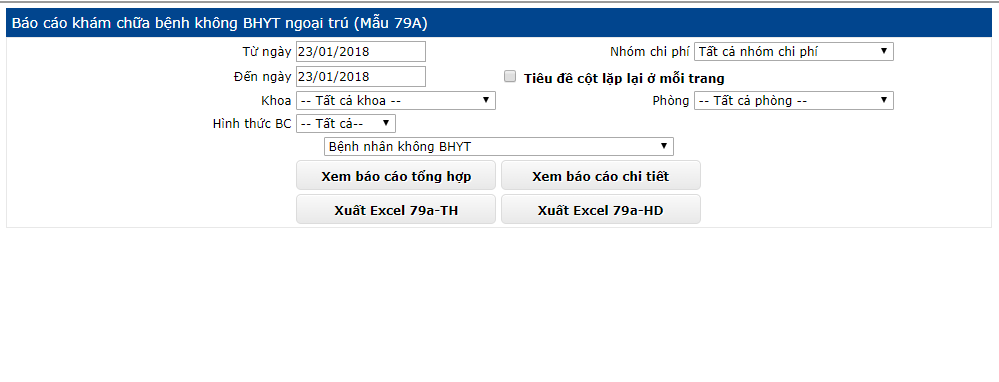 Báo cáo khám chữa bệnh không BHYT ngoại trú (Mẫu 79A)
Từ ngày 23/01/2018 Nhóm chi phí Tất cả nhóm chi phí
Đến ngày 23/01/2018 Tiêu đề cột lặp lại ở mỗi trang
Khoa -- Tất cả khoa -- Phòng -- Tất cả phòng --
Hình thức BC -- Tất cả--
Bệnh nhân không BHYT
Xem báo cáo tổng hợp Xem báo cáo chi tiết
Xuất Excel 79a-TH Xuất Excel 79a-HD